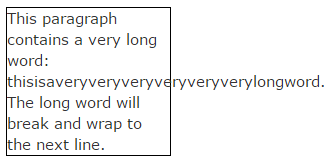 This paragraph
contains a very long
word:
thisisaveryveryveryveryveryverylongword.
The long word will
break and wrap to
the next line.